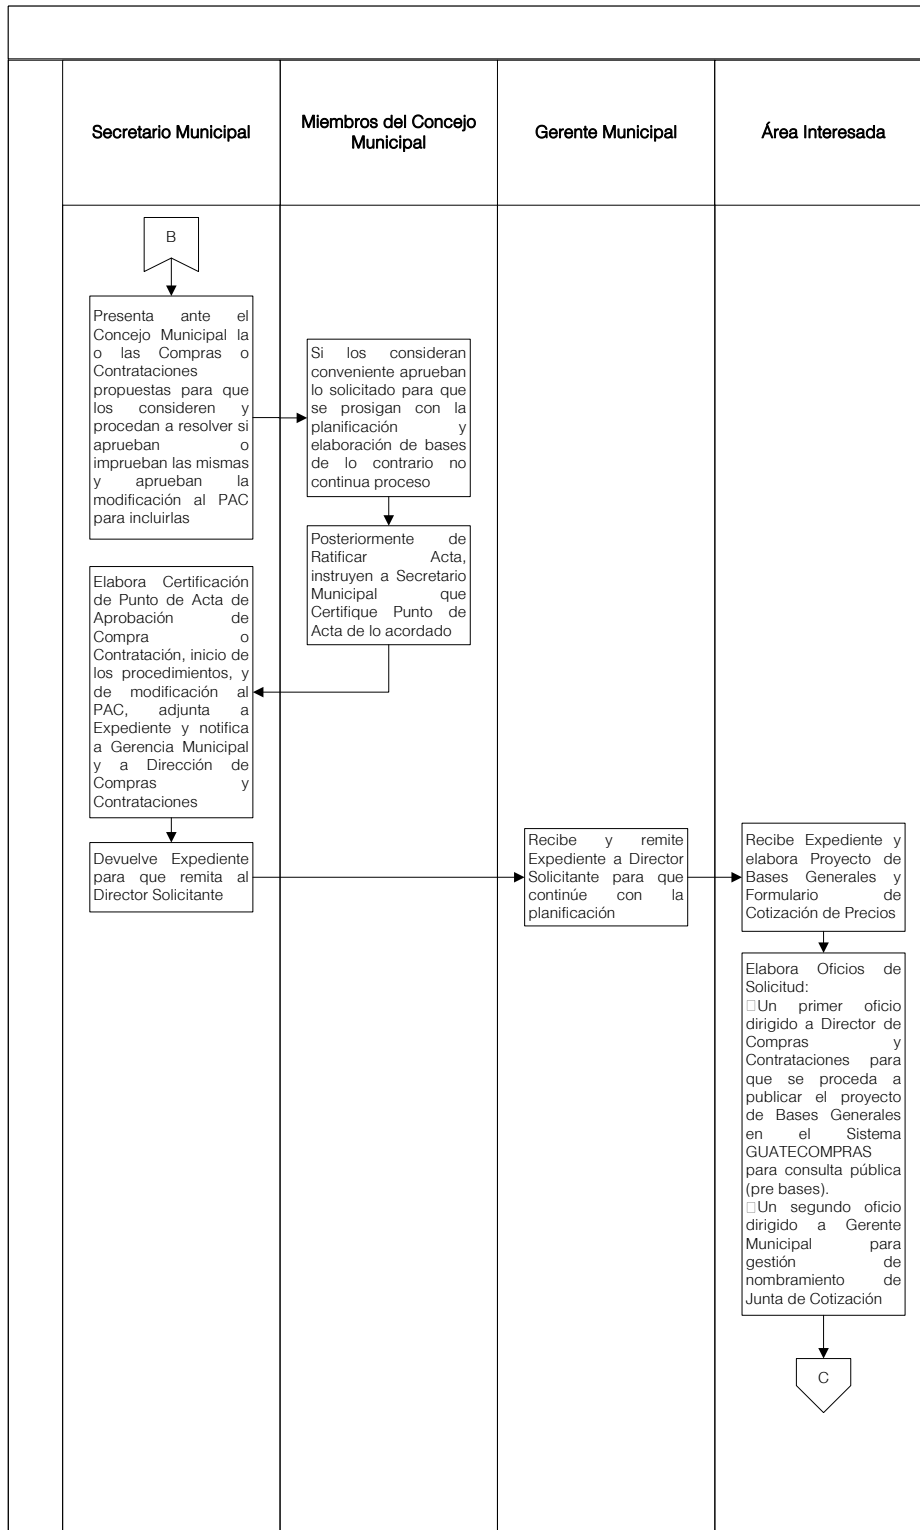 Secretario Municipal
Miembros del Concejo
Municipal
Gerente Municipal
Área Interesada
B
Presenta ante el
Concejo Municipal la
o las Compras o
Contrataciones
propuestas para que
los consideren y
procedan a resolver si
aprueban o
imprueban las mismas
y aprueban la
modificación al PAC
para incluirlas
Si los consideran
conveniente aprueban
lo solicitado para que
se prosigan con la
planificación y
elaboración de bases
de lo contrario no
continua proceso
Posteriormente de
Ratificar Acta,
instruyen a Secretario
Municipal que
Certifique Punto de
Acta de lo acordado
Elabora Certificación
de Punto de Acta de
Aprobación de
Compra o
Contratación, inicio de
los procedimientos, y
de modificación al
PAC, adjunta a
Expediente y notifica
a Gerencia Municipal
y a Dirección de
Compras y
Contrataciones
Devuelve Expediente
para que remita al
Director Solicitante
Recibe y remite
Expediente a Director
Solicitante para que
continúe con la
planificación
Recibe Expediente y
elabora Proyecto de
Bases Generales y
Formulario de
Cotización de Precios
Elabora Oficios de
Solicitud:
Un primer oficio
dirigido a Director de
Compras y
Contrataciones para
que se proceda a
publicar el proyecto
de Bases Generales
en el Sistema
GUATECOMPRAS
para consulta pública
(pre bases).
Un segundo oficio
dirigido a Gerente
Municipal para
gestión de
nombramiento de
Junta de Cotización
C